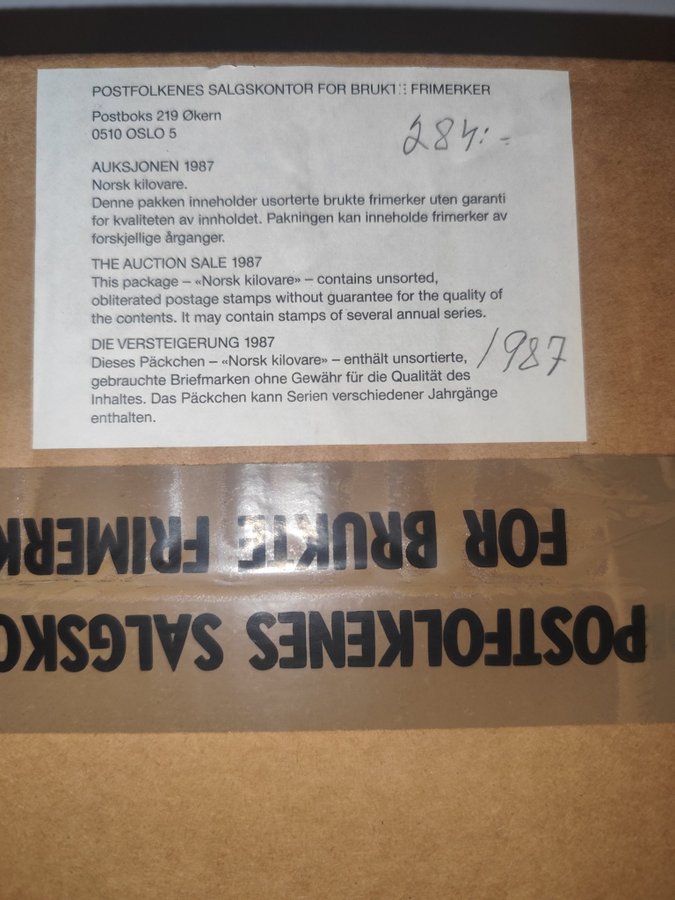 POSTFOLKENES SALGSKONTOR FOR BRUKTE FRIMERKER
Postboks 219 Økern
0510 OSLO 5
284:-
AUKSJONEN 1987
Norsk kilovare.
Denne pakken inneholder usorterte brukte frimerker uten garanti
for kvaliteten av innholdet. Pakningen kan inneholde frimerker av
forskjellige årganger.
THE AUCTION SALE 1987
This package – «Norsk kilovare» – contains unsorted,
obliterated postage stamps without guarantee for the quality of
the contents. It may contain stamps of several annual series.
DIE VERSTEIGERUNG 1987
Dieses Päckchen – «Norsk kilovare» – enthält unsortierte,
gebrauchte Briefmarken ohne Gewähr für die Qualität des
Inhaltes. Das Päckchen kann Serien verschiedener Jahrgänge
enthalten.
1987
POSTFOLKENES SALGSKO
FOR BRUKTE FRIMERK